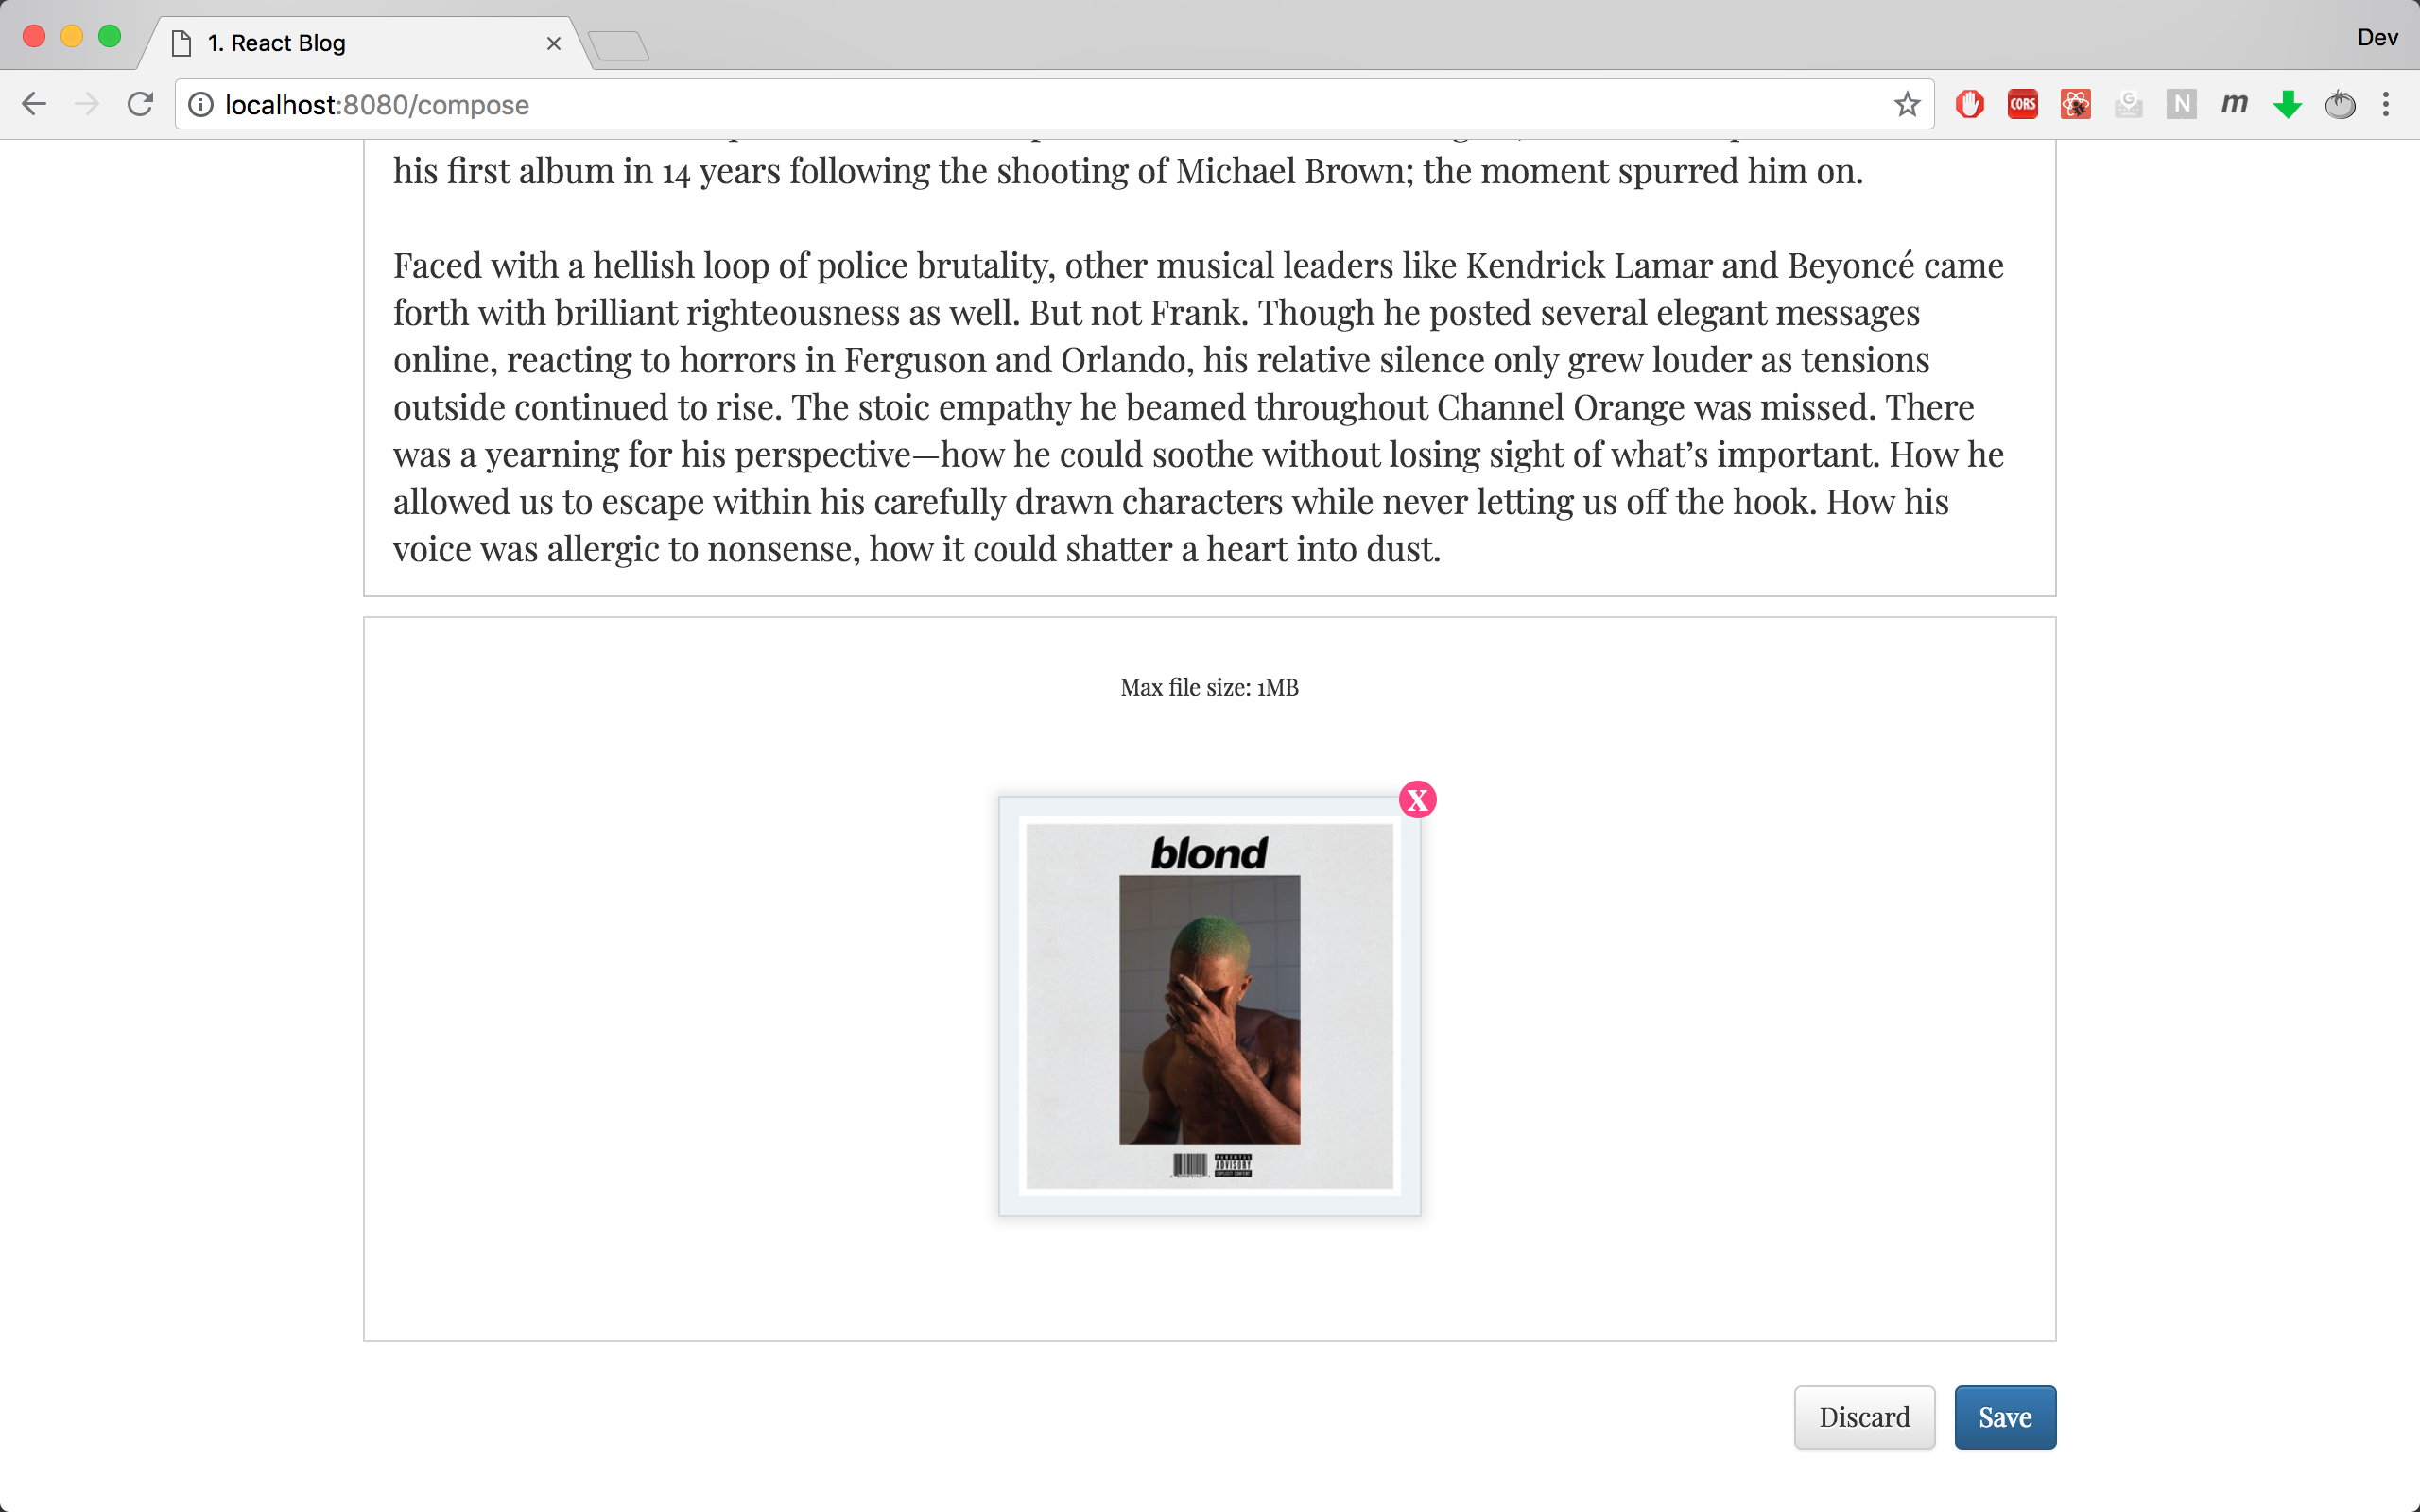 1. React Blog
Dev
localhost:8080/compose
CORS
G
N
m
his first album in 14 years following the shooting of Michael Brown; the moment spurred him on.
Faced with a hellish loop of police brutality, other musical leaders like Kendrick Lamar and Beyoncé came
forth with brilliant righteousness as well. But not Frank. Though he posted several elegant messages
online, reacting to horrors in Ferguson and Orlando, his relative silence only grew louder as tensions
outside continued to rise. The stoic empathy he beamed throughout Channel Orange was missed. There
was a yearning for his perspective—how he could soothe without losing sight of what’s important. How he
allowed us to escape within his carefully drawn characters while never letting us off the hook. How his
voice was allergic to nonsense, how it could shatter a heart into dust.
Max file size: 1MB
X
blond
PARENTAL
ADVISORY
EXPLICIT CONTENT
Discard
Save